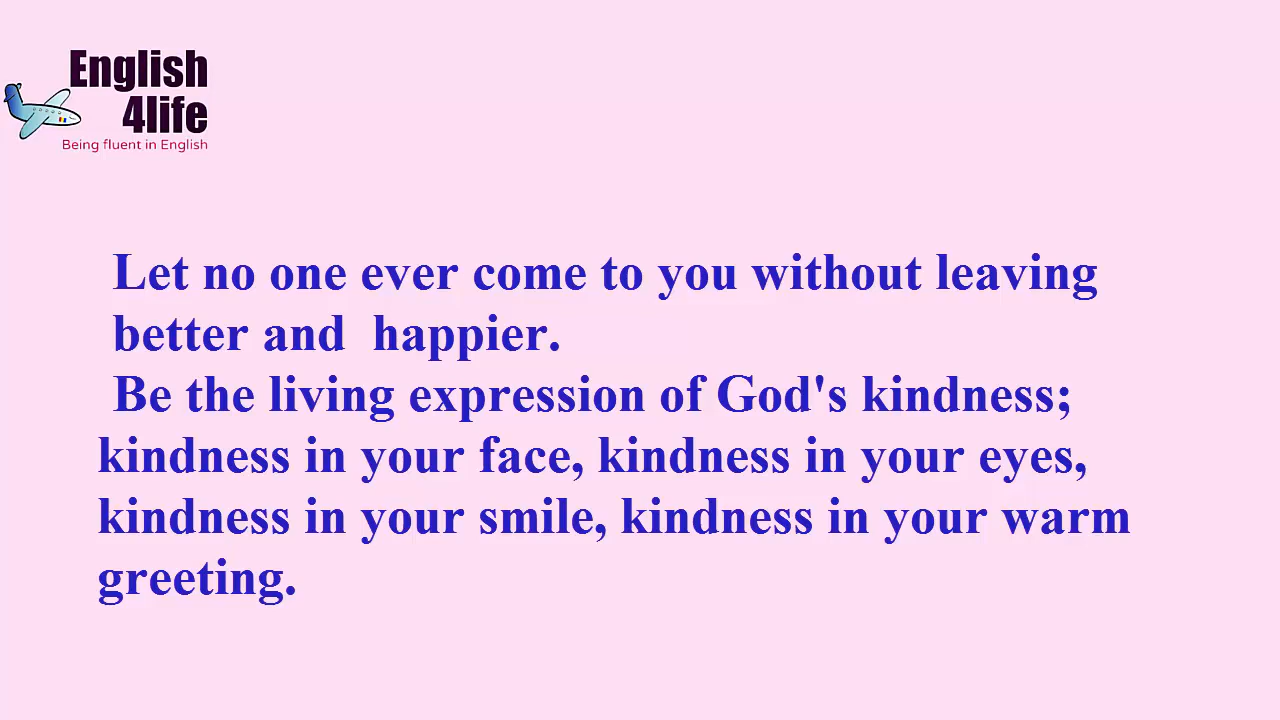 English
4life
Being fluent in English
Let no one ever come to you without leaving
better and  happier.
Be the living expression of God's kindness;
kindness in your face, kindness in your eyes,
kindness in your smile, kindness in your warm
greeting.